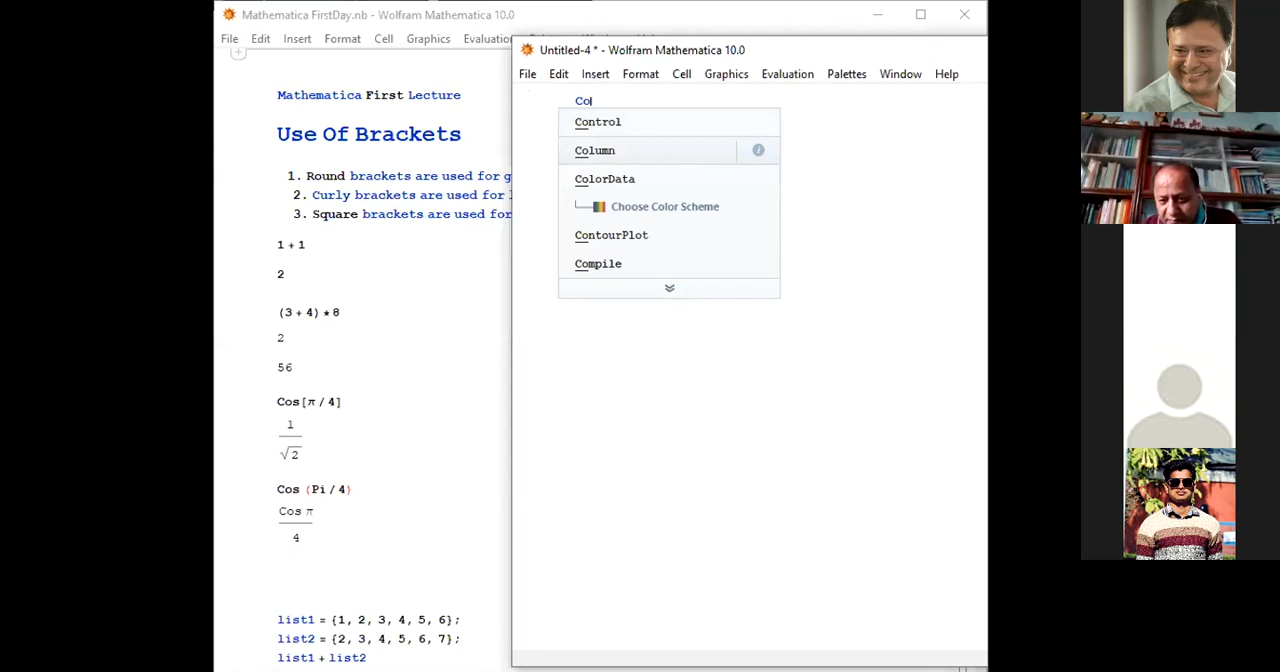 Mathematica FirstDay.nb - Wolfram Mathematica 10.0
File Edit Insert Format Cell Graphics Evaluation
Mathematica First Lecture
Use Of Brackets
1. Round brackets are used for g
2. Curly brackets are used for l
3. Square brackets are used for
1 + 1
2
(3 + 4) * 8
2
56
Cos[π / 4]
1
√2
Cos (Pi / 4)
Cos π
4
list1 = {1, 2, 3, 4, 5, 6};
list2 = {2, 3, 4, 5, 6, 7};
list1 + list2
Untitled-4 * - Wolfram Mathematica 10.0
File Edit Insert Format Cell Graphics Evaluation Palettes Window Help
Co
Control
Column
ColorData
Choose Color Scheme
ContourPlot
Compile